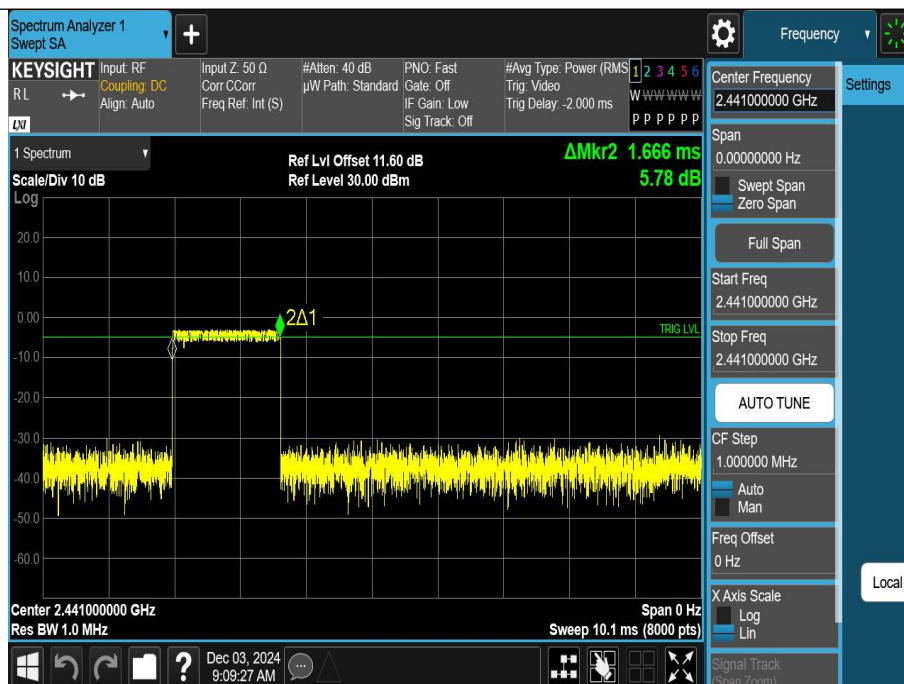 Spectrum Analyzer 1
Swept SA
+
Frequency
KEYSIGHT
RL
LXI
Input: RF
Coupling: DC
Align: Auto
Input Z: 50 Ω
Corr CCorr
Freq Ref: Int (S)
#Atten: 40 dB
µW Path: Standard
PNO: Fast
Gate: Off
IF Gain: Low
Sig Track: Off
#Avg Type: Power (RMS
Trig: Video
Trig Delay: -2.000 ms
1 2 3 4 5 6
W W W W W W
P P P P P P
Center Frequency
2.441000000 GHz
Settings
1 Spectrum
Scale/Div 10 dB
Log
Ref Lvl Offset 11.60 dB
Ref Level 30.00 dBm
ΔMkr2 1.666 ms
5.78 dB
Span
0.00000000 Hz
Swept Span
Zero Span
Full Span
Start Freq
2.441000000 GHz
Stop Freq
2.441000000 GHz
AUTO TUNE
CF Step
1.000000 MHz
Auto
Man
Freq Offset
0 Hz
X Axis Scale
Log
Lin
Signal Track
(Span Zoom)
Local
20.0
10.0
0.00
-10.0
-20.0
-30.0
-40.0
-50.0
-60.0
2Δ1
TRIG LVL
Center 2.441000000 GHz
Res BW 1.0 MHz
Span 0 Hz
Sweep 10.1 ms (8000 pts)
?
Dec 03, 2024
9:09:27 AM